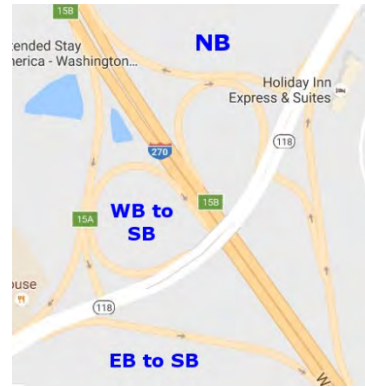 15B
NB
tended Stay
merica - Washington...
Holiday Inn
Express & Suites
118
270
15B
WB to
SB
15A
ouse
118
EB to SB
W